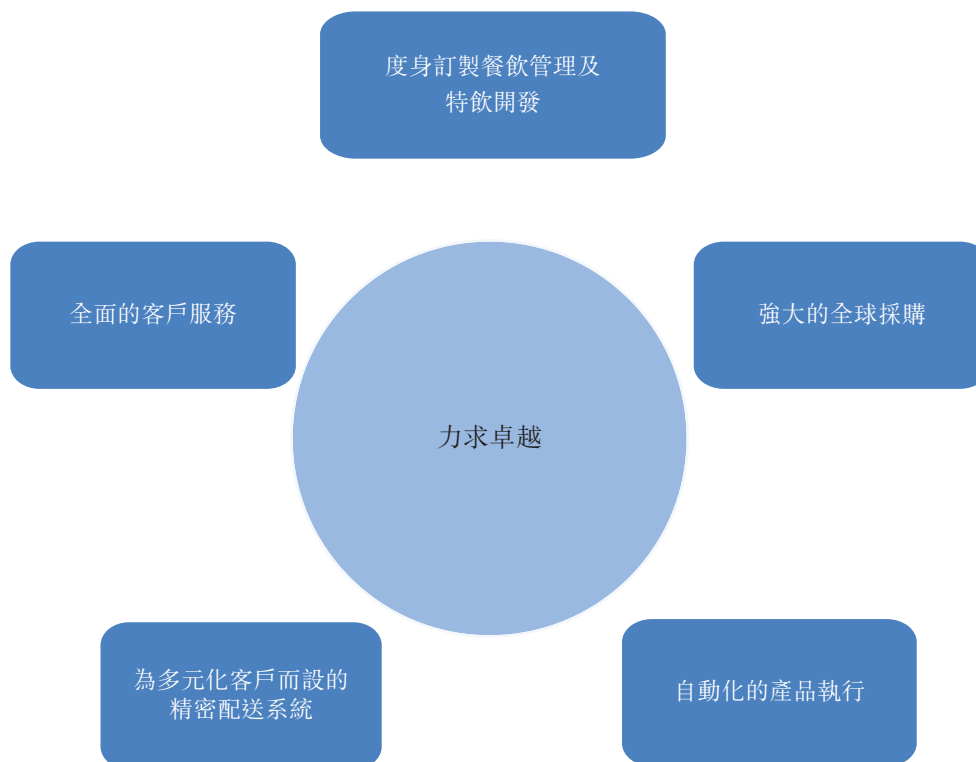 度身訂製餐飲管理及
特飲開發
全面的客戶服務
強大的全球採購
力求卓越
為多元化客戶而設的
精密配送系統
自動化的產品執行